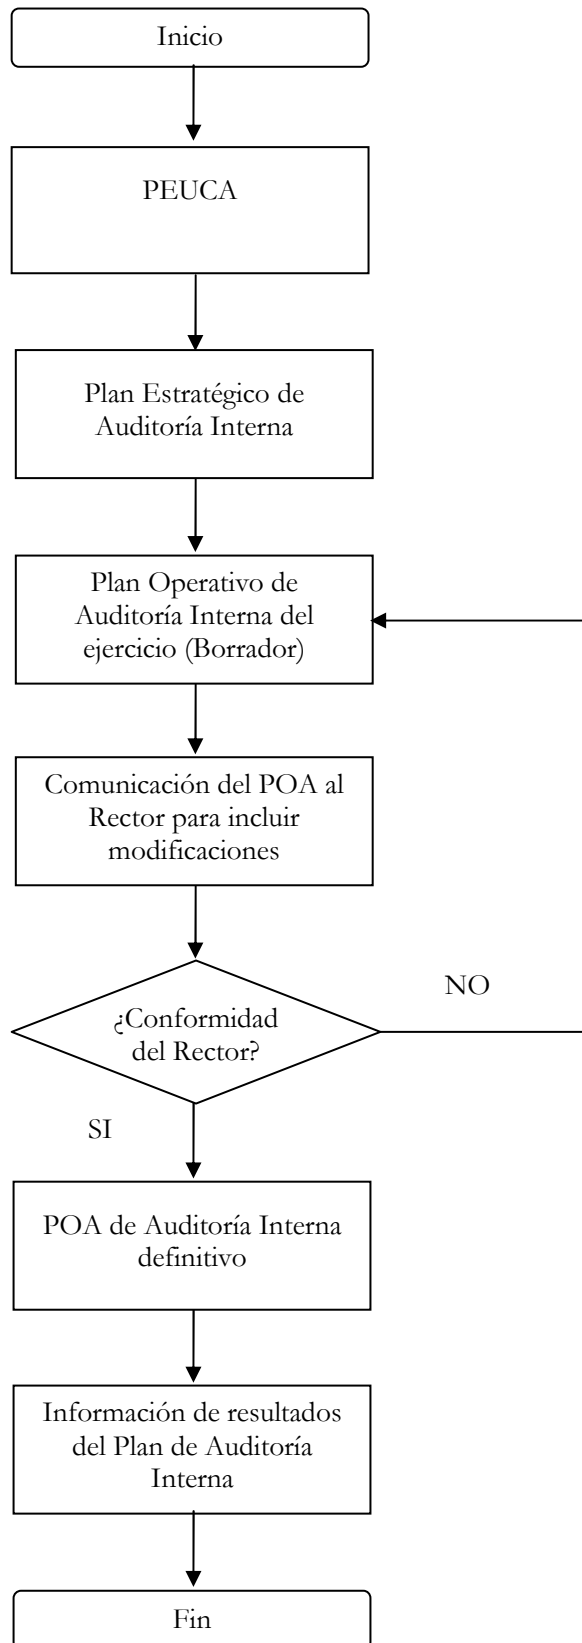 Inicio
PEUCA
Plan Estratégico de
Auditoría Interna
Plan Operativo de
Auditoría Interna del
ejercicio (Borrador)
Comunicación del POA al
Rector para incluir
modificaciones
¿Conformidad
del Rector?
NO
SI
POA de Auditoría Interna
definitivo
Información de resultados
del Plan de Auditoría
Interna
Fin